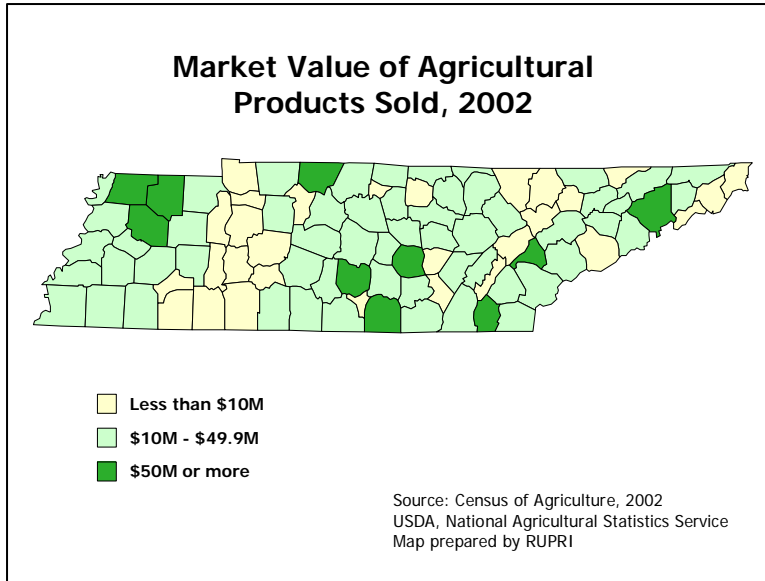 Market Value of Agricultural
Products Sold, 2002
Less than $10M
$10M - $49.9M
$50M or more
Source: Census of Agriculture, 2002
USDA, National Agricultural Statistics Service
Map prepared by RUPRI